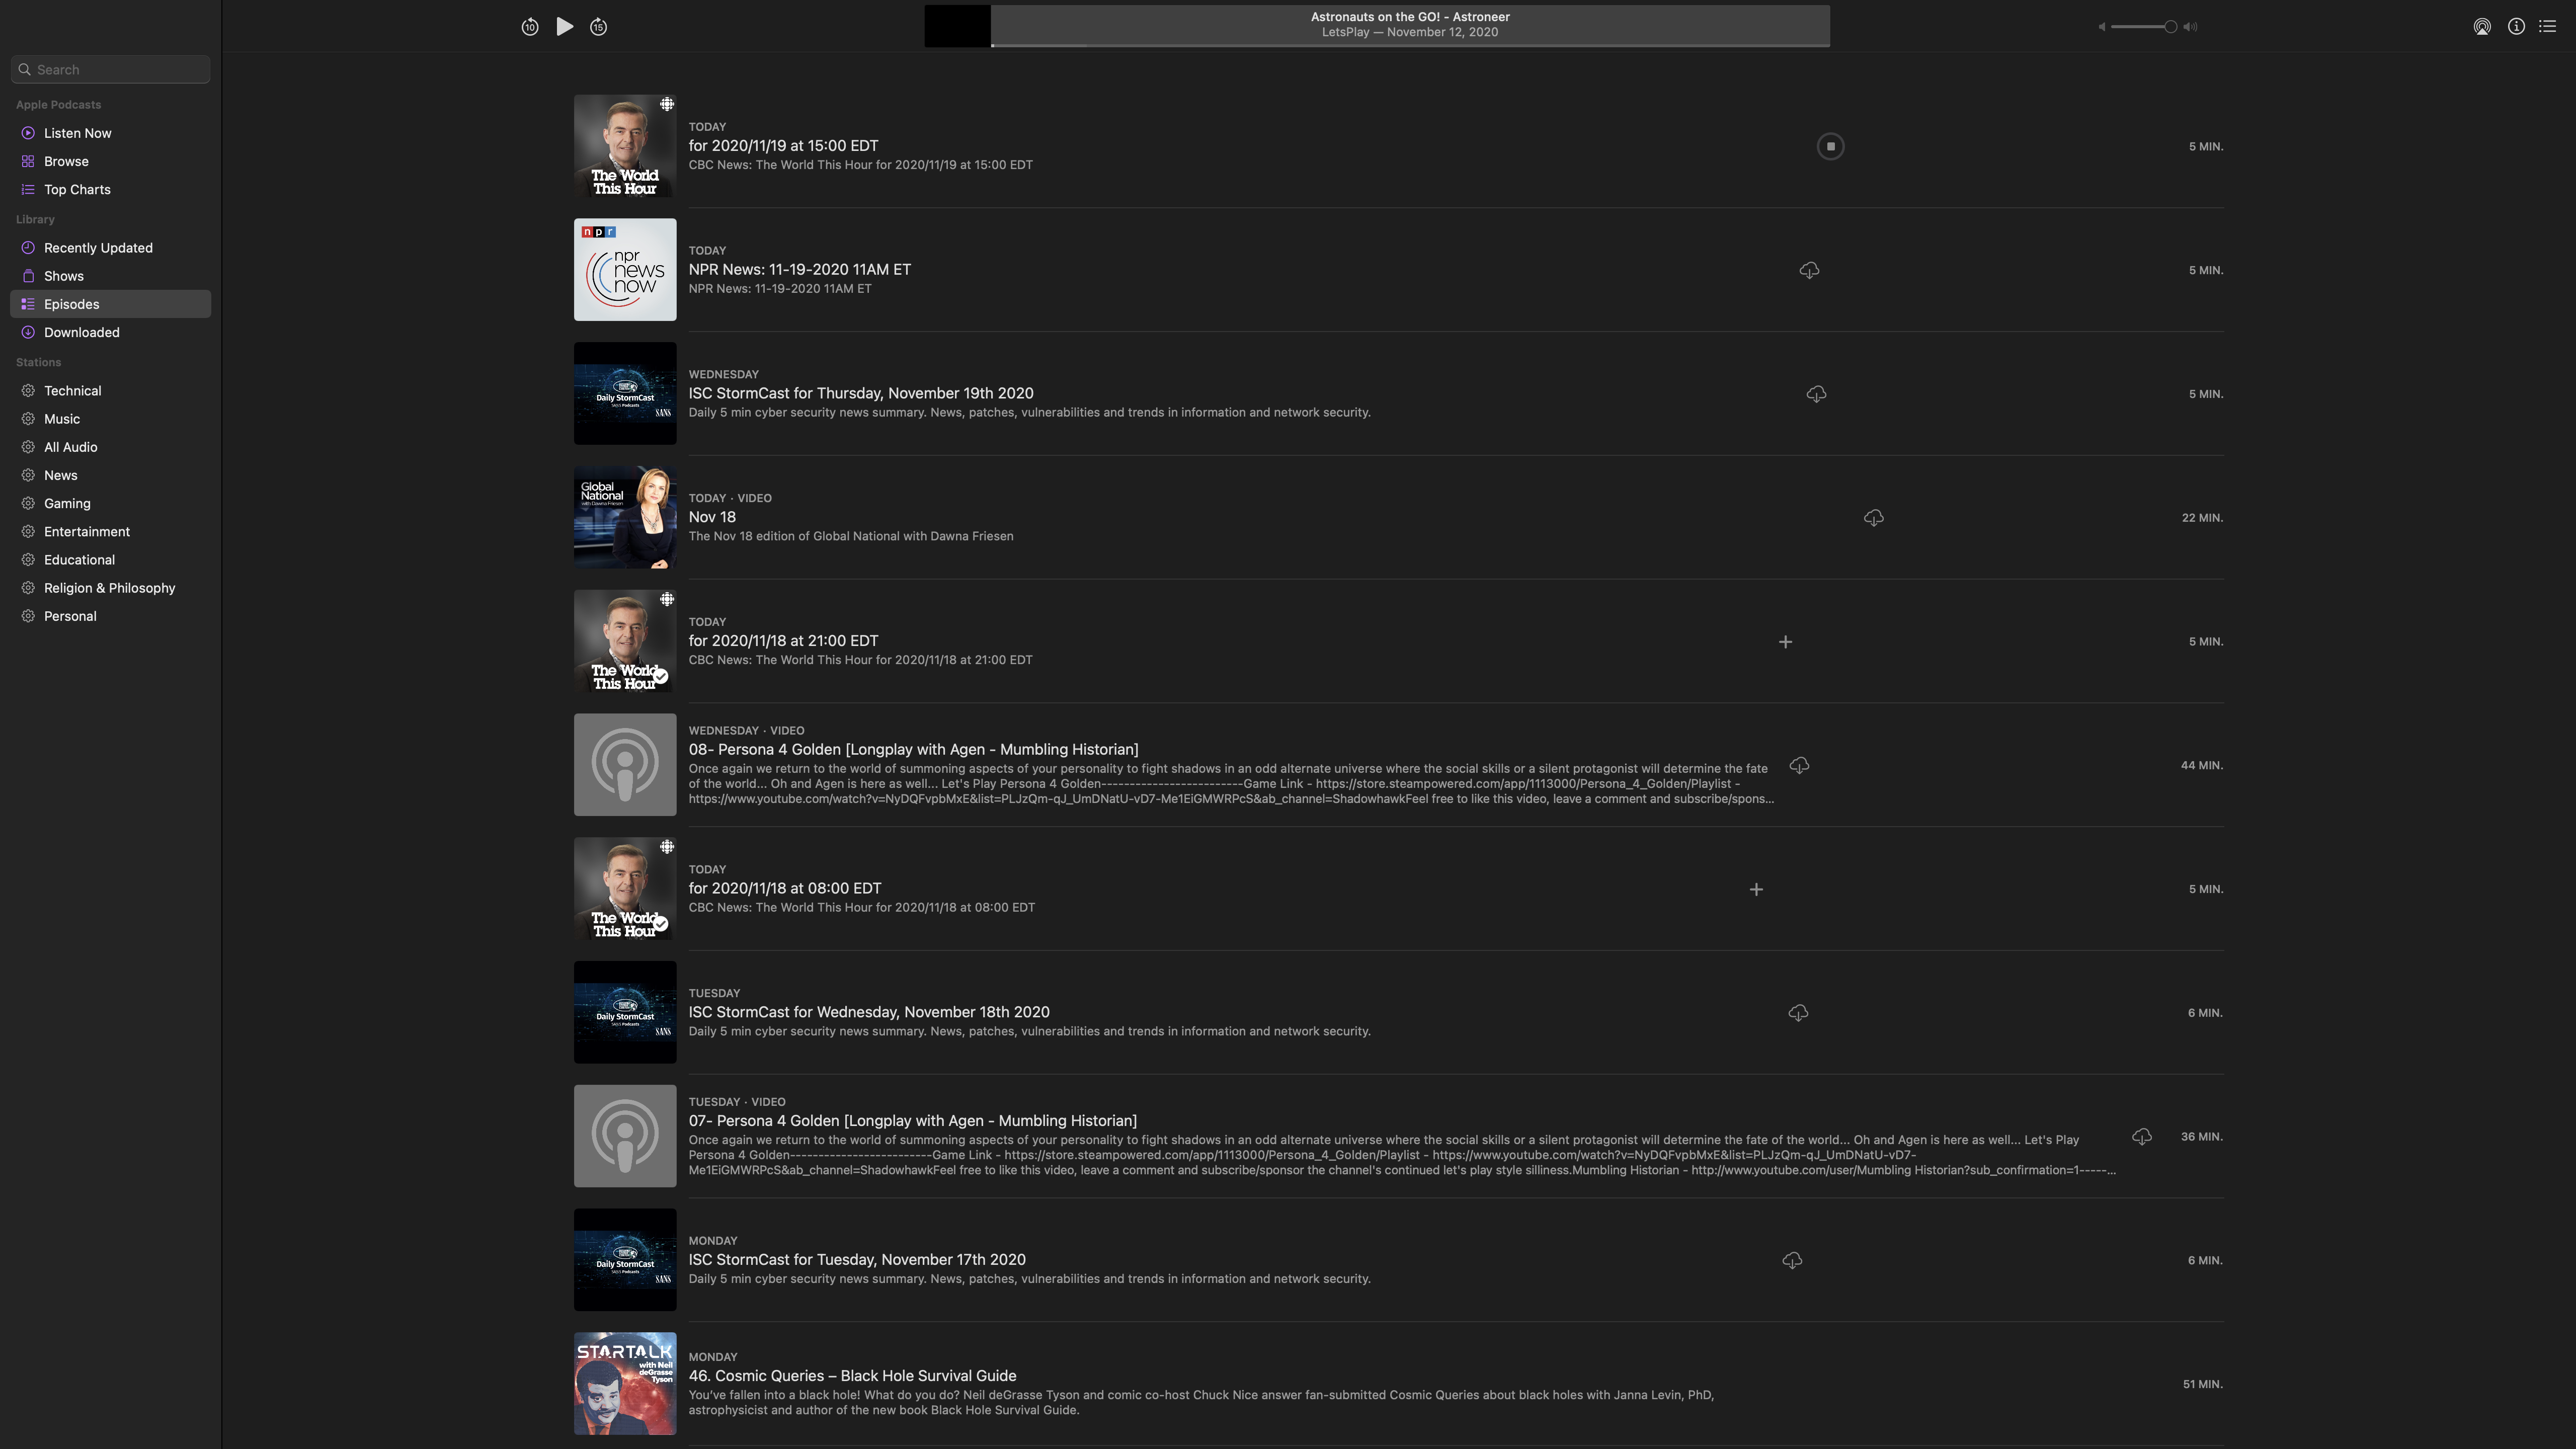 10
15
Astronauts on the GO! - Astroneer
LetsPlay — November 12, 2020
Search
Apple Podcasts
Listen Now
Browse
Top Charts
Library
Recently Updated
Shows
Episodes
Downloaded
Stations
Technical
Music
All Audio
News
Gaming
Entertainment
Educational
Religion & Philosophy
Personal
The World
This Hour
TODAY
for 2020/11/19 at 15:00 EDT
CBC News: The World This Hour for 2020/11/19 at 15:00 EDT
5 MIN.
npr
npr
news
now
TODAY
NPR News: 11-19-2020 11AM ET
NPR News: 11-19-2020 11AM ET
5 MIN.
Daily StormCast
SANS
WEDNESDAY
ISC StormCast for Thursday, November 19th 2020
Daily 5 min cyber security news summary. News, patches, vulnerabilities and trends in information and network security.
5 MIN.
Global
National
with Dawna Friesen
TODAY · VIDEO
Nov 18
The Nov 18 edition of Global National with Dawna Friesen
22 MIN.
The World
This Hour
TODAY
for 2020/11/18 at 21:00 EDT
CBC News: The World This Hour for 2020/11/18 at 21:00 EDT
5 MIN.
WEDNESDAY · VIDEO
08- Persona 4 Golden [Longplay with Agen - Mumbling Historian]
Once again we return to the world of summoning aspects of your personality to fight shadows in an odd alternate universe where the social skills or a silent protagonist will determine the fate
of the world... Oh and Agen is here as well... Let's Play Persona 4 Golden-------------------------Game Link - https://store.steampowered.com/app/1113000/Persona_4_Golden/Playlist -
https://www.youtube.com/watch?v=NyDQFvpbMxE&list=PLJzQm-qJ_UmDNatU-vD7-Me1EiGMWRPcS&ab_channel=ShadowhawkFeel free to like this video, leave a comment and subscribe/spons...
44 MIN.
The World
This Hour
TODAY
for 2020/11/18 at 08:00 EDT
CBC News: The World This Hour for 2020/11/18 at 08:00 EDT
5 MIN.
Daily StormCast
SANS
TUESDAY
ISC StormCast for Wednesday, November 18th 2020
Daily 5 min cyber security news summary. News, patches, vulnerabilities and trends in information and network security.
6 MIN.
TUESDAY · VIDEO
07- Persona 4 Golden [Longplay with Agen - Mumbling Historian]
Once again we return to the world of summoning aspects of your personality to fight shadows in an odd alternate universe where the social skills or a silent protagonist will determine the fate of the world... Oh and Agen is here as well... Let's Play
Persona 4 Golden-------------------------Game Link - https://store.steampowered.com/app/1113000/Persona_4_Golden/Playlist - https://www.youtube.com/watch?v=NyDQFvpbMxE&list=PLJzQm-qJ_UmDNatU-vD7-
Me1EiGMWRPcS&ab_channel=ShadowhawkFeel free to like this video, leave a comment and subscribe/sponsor the channel's continued let's play style silliness.Mumbling Historian - http://www.youtube.com/user/Mumbling Historian?sub_confirmation=1-----...
36 MIN.
Daily StormCast
SANS
MONDAY
ISC StormCast for Tuesday, November 17th 2020
Daily 5 min cyber security news summary. News, patches, vulnerabilities and trends in information and network security.
6 MIN.
STARTALK
with Neil
deGrasse
Tyson
MONDAY
46. Cosmic Queries – Black Hole Survival Guide
You've fallen into a black hole! What do you do? Neil deGrasse Tyson and comic co-host Chuck Nice answer fan-submitted Cosmic Queries about black holes with Janna Levin, PhD,
astrophysicist and author of the new book Black Hole Survival Guide.
51 MIN.